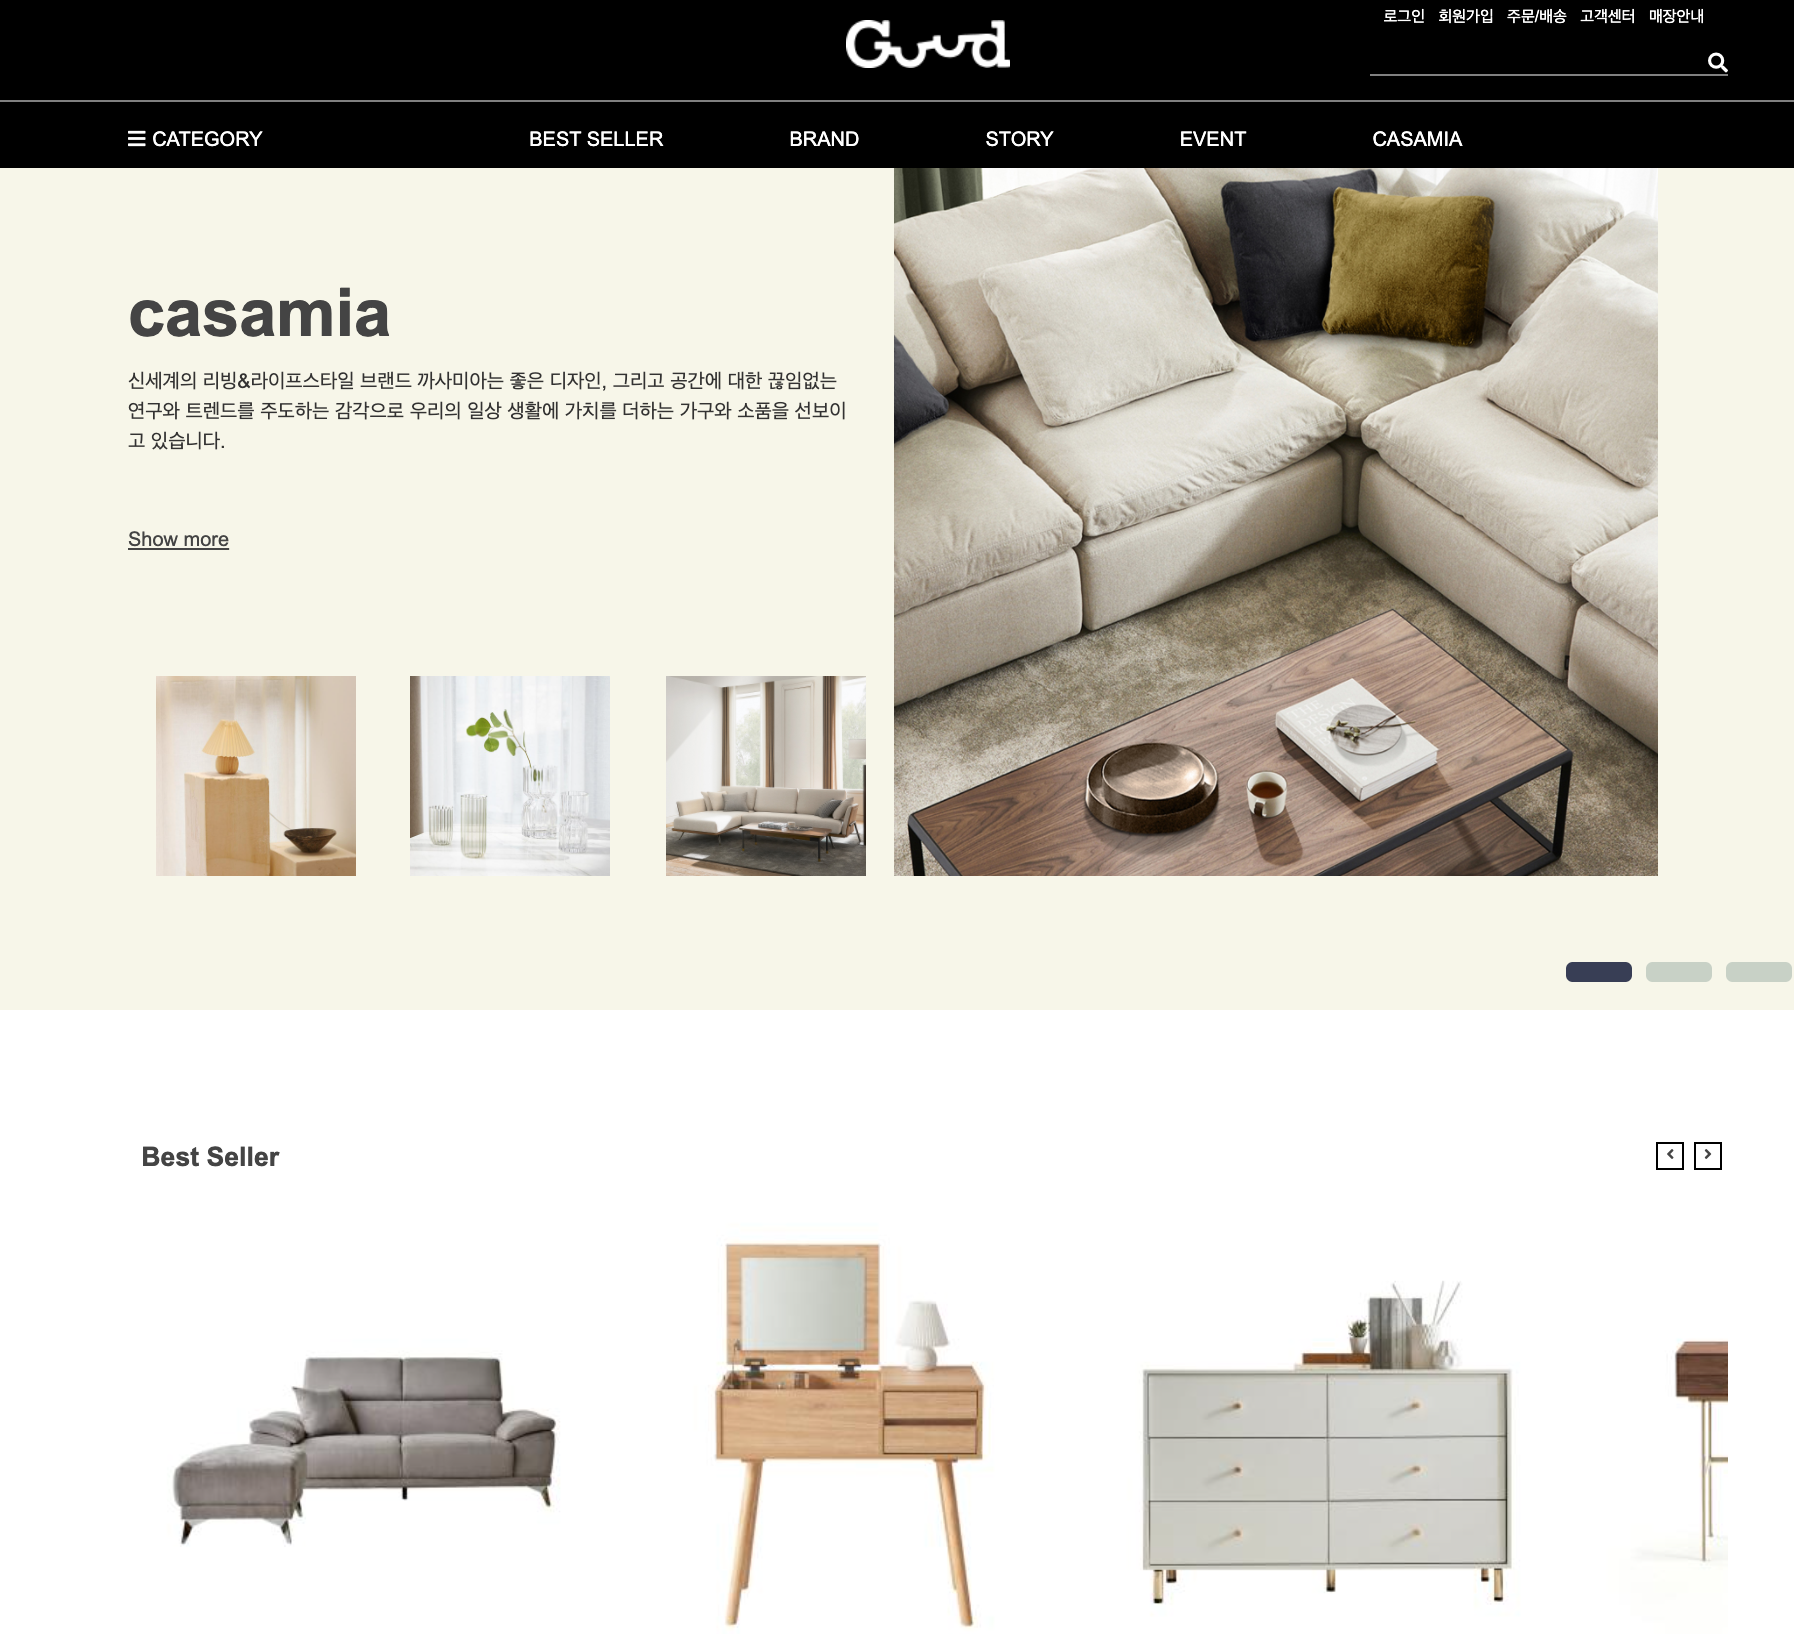 Guud
로그인 회원가입 주문/배송 고객센터 매장안내
CATEGORY BEST SELLER BRAND STORY EVENT CASAMIA
casamia
신세계의 리빙&라이프스타일 브랜드 까사미아는 좋은 디자인, 그리고 공간에 대한 끊임없는
연구와 트렌드를 주도하는 감각으로 우리의 일상 생활에 가치를 더하는 가구와 소품을 선보이
고 있습니다.
Show more
Best Seller